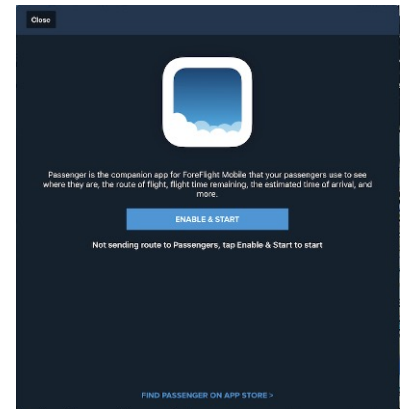 Close
Passenger is the companion app for ForeFlight Mobile that your passengers use to see
where they are, the route of flight, flight time remaining, the estimated time of arrival, and
more.
ENABLE & START
Not sending route to Passengers, tap Enable & Start to start
FIND PASSENGER ON APP STORE >